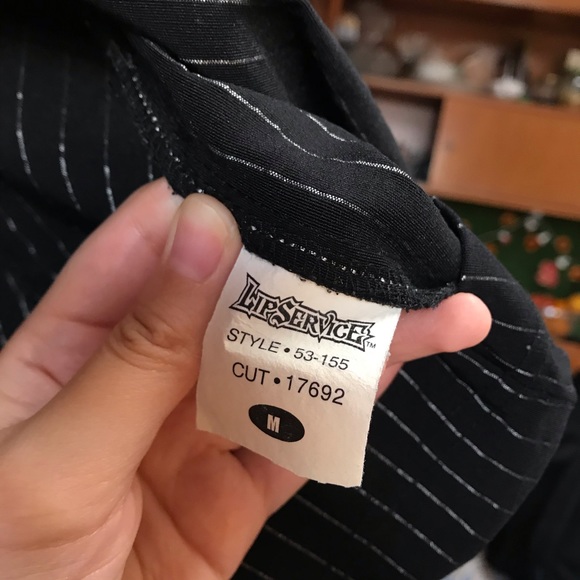 LIP SERVICE™
STYLE • 53-155
CUT • 17692
M